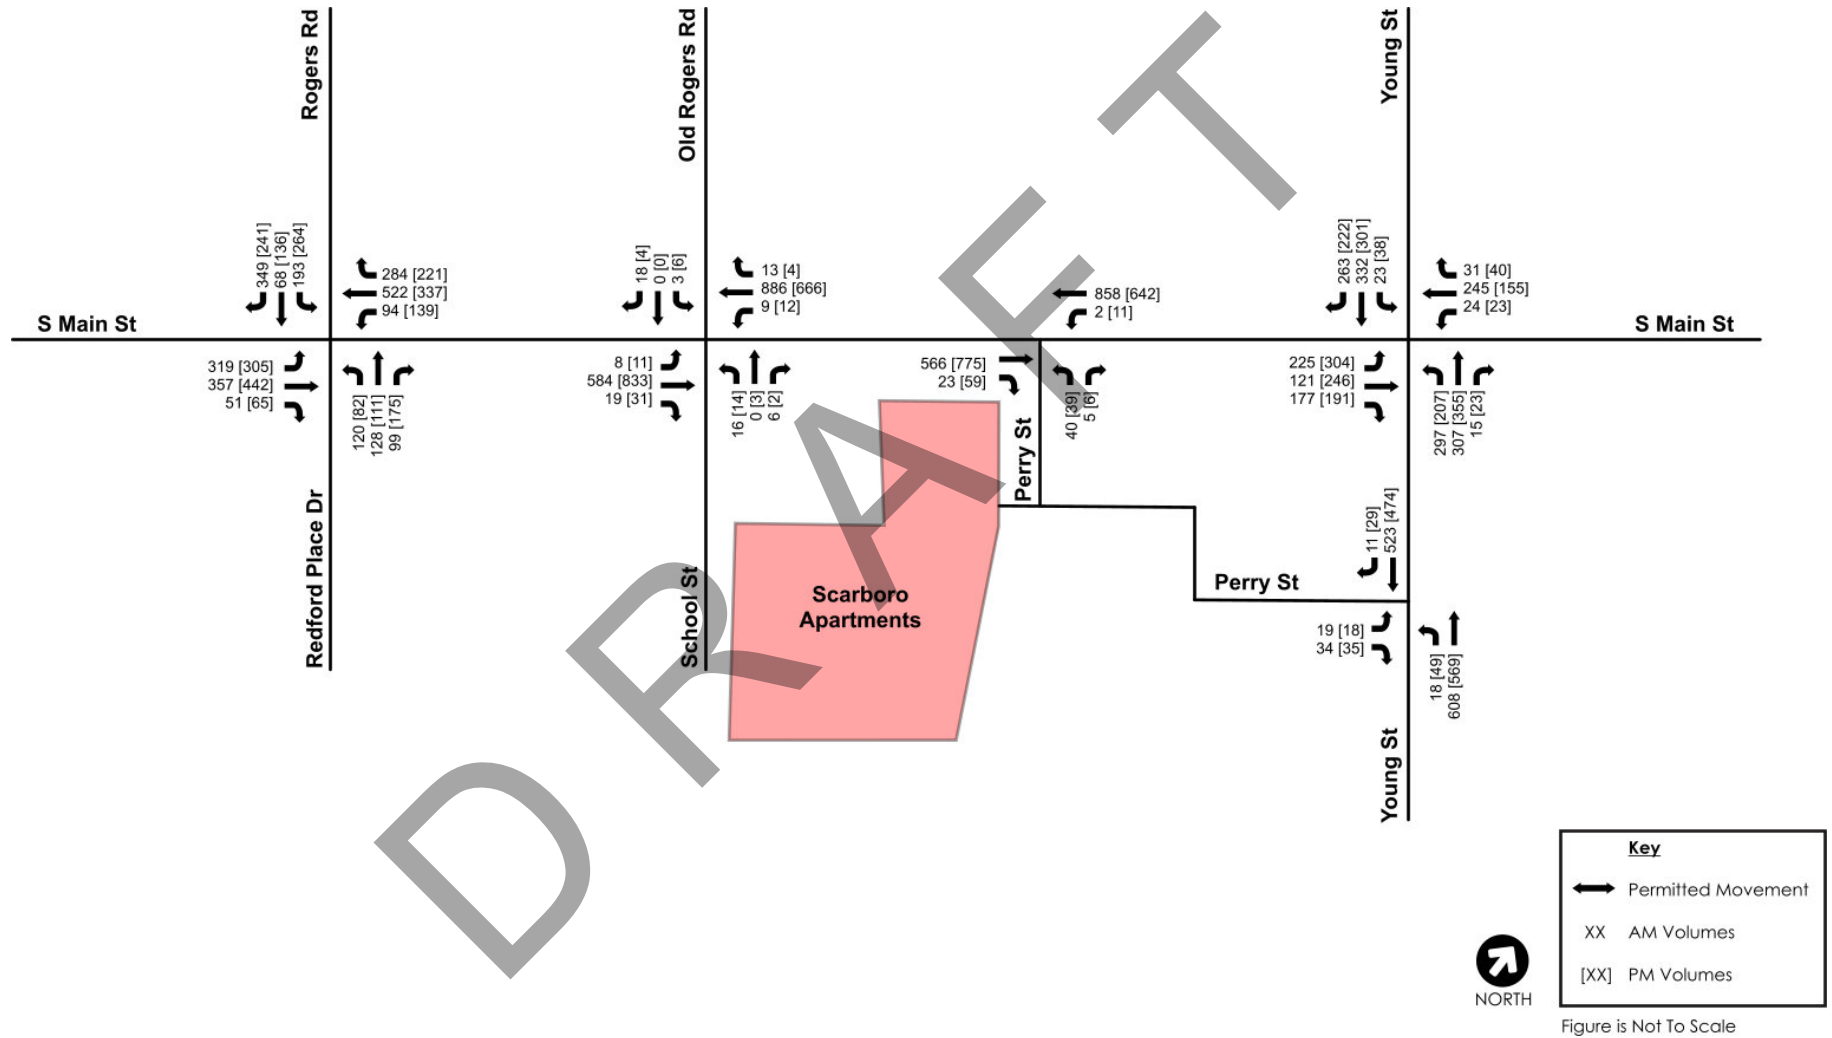 Rogers Rd
Old Rogers Rd
Young St
349 [241]
68 [136]
193 [264]
284 [221]
522 [337]
94 [139]
18 [4]
0 [0]
3 [6]
13 [4]
886 [666]
9 [12]
858 [642]
2 [11]
263 [222]
332 [301]
23 [38]
31 [40]
245 [155]
24 [23]
S Main St
S Main St
319 [305]
357 [442]
51 [65]
120 [82]
128 [111]
99 [175]
8 [11]
584 [833]
19 [31]
16 [14]
0 [3]
6 [2]
566 [775]
23 [59]
40 [39]
5 [6]
225 [304]
121 [246]
177 [191]
297 [207]
307 [355]
15 [23]
Redford Place Dr
School St
Perry St
Scarboro
Apartments
Perry St
11 [29]
523 [474]
19 [18]
34 [35]
18 [49]
608 [569]
Young St
DRAFT
Key
Permitted Movement
XX AM Volumes
[XX] PM Volumes
NORTH
Figure is Not To Scale